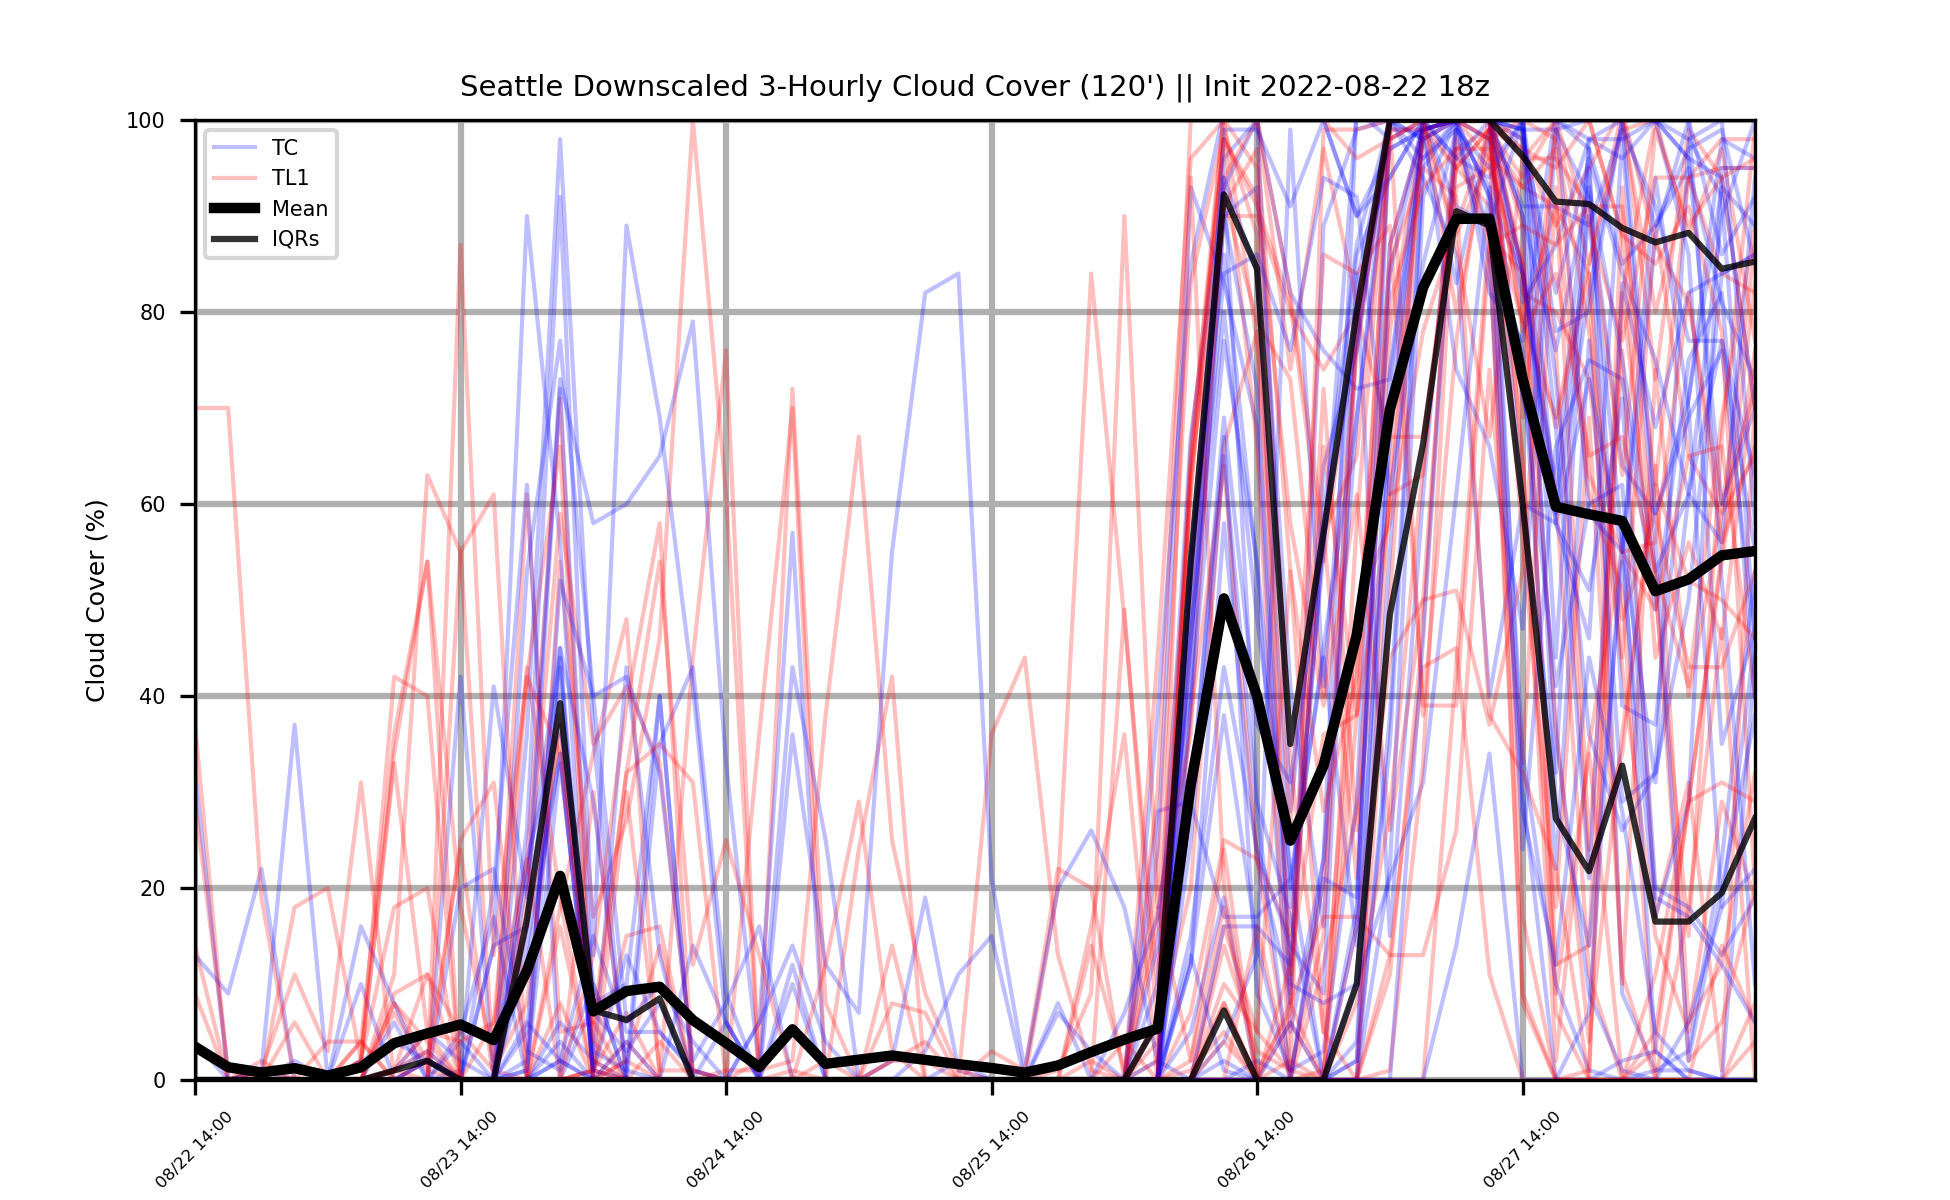 Seattle Downscaled 3-Hourly Cloud Cover (120') || Init 2022-08-22 18z
TC
TL1
Mean
IQRs
Cloud Cover (%)
100
80
60
40
20
0
08/22 14:00
08/23 14:00
08/24 14:00
08/25 14:00
08/26 14:00
08/27 14:00